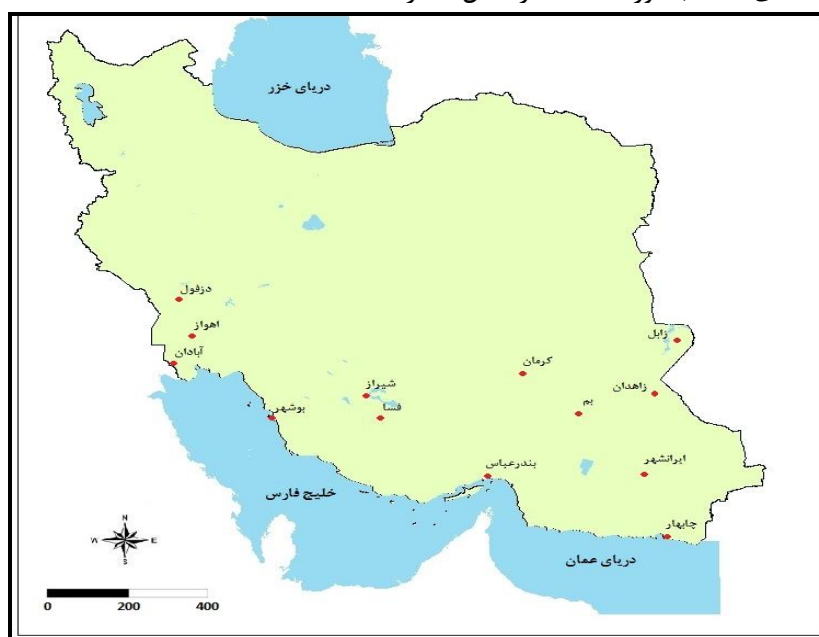 دریای خزر
دزفول
اهواز
آبادان
زابل
کرمان
شیراز
زاهدان
بوشهر
فسا
بم
بندرعباس
ایرانشهر
خلیج فارس
چابهار
دریای عمان
N
W E
S
0 200 400